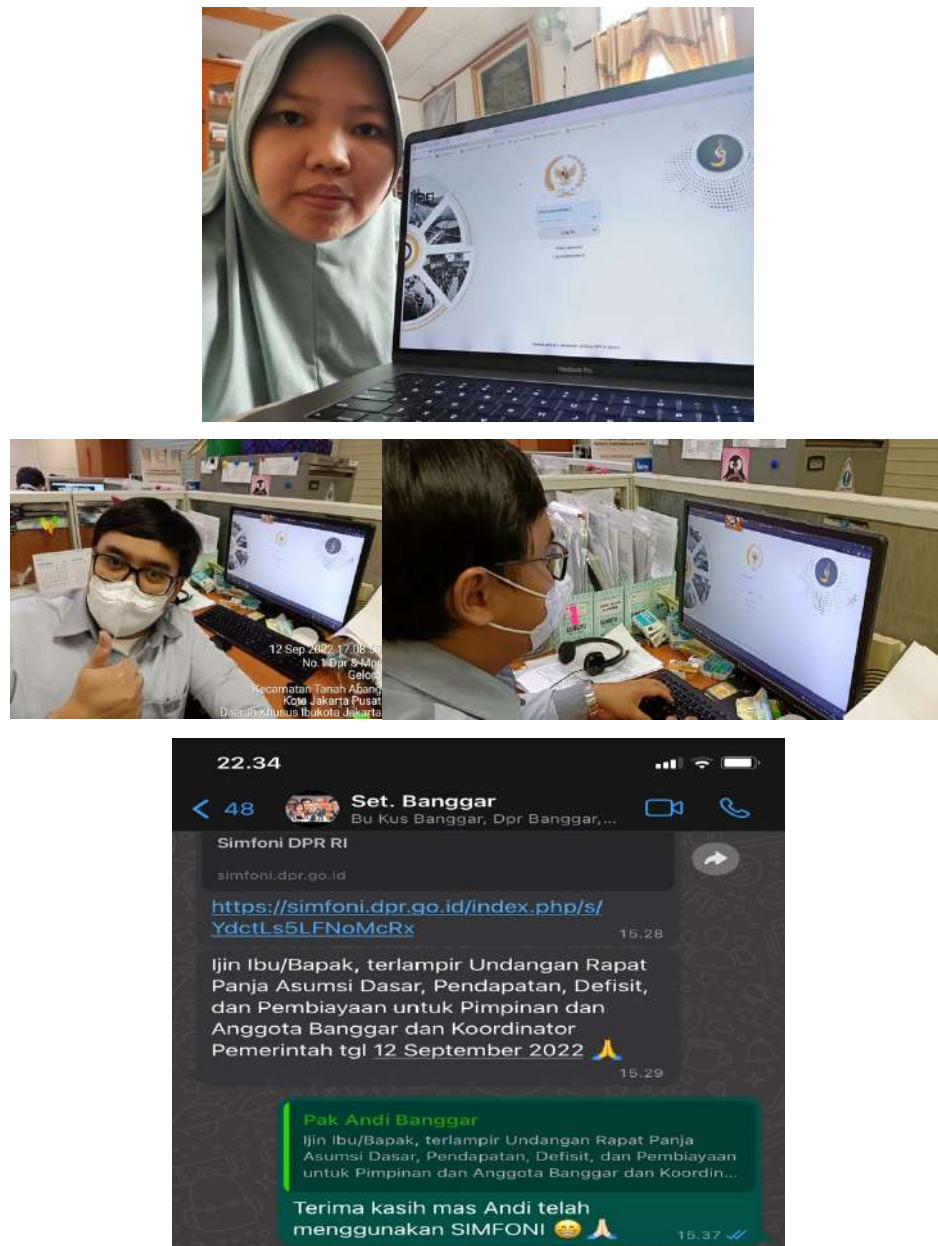 Log in
MacBook Pro
12 Sep 2022 17.08
No.1 Dpr & Mpr
Gelora
Kecamatan Tanah Abang
Kota Jakarta Pusat
Daerah Khusus Ibukota Jakarta
22.34
48
Set. Banggar
Bu Kus Banggar, Dpr Banggar,...
Simfoni DPR RI
simfoni.dpr.go.id
https://simfoni.dpr.go.id/index.php/s/
YdctLs5LFNoMcRx
15.28
Ijin Ibu/Bapak, terlampir Undangan Rapat
Panja Asumsi Dasar, Pendapatan, Defisit,
dan Pembiayaan untuk Pimpinan dan
Anggota Banggar dan Koordinator
Pemerintah tgl 12 September 2022 🙏
15.29
Pak Andi Banggar
Ijin Ibu/Bapak, terlampir Undangan Rapat Panja
Asumsi Dasar, Pendapatan, Defisit, dan Pembiayaan
untuk Pimpinan dan Anggota Banggar dan Koordin...
Terima kasih mas Andi telah
menggunakan SIMFONI 😁🙏
15.37